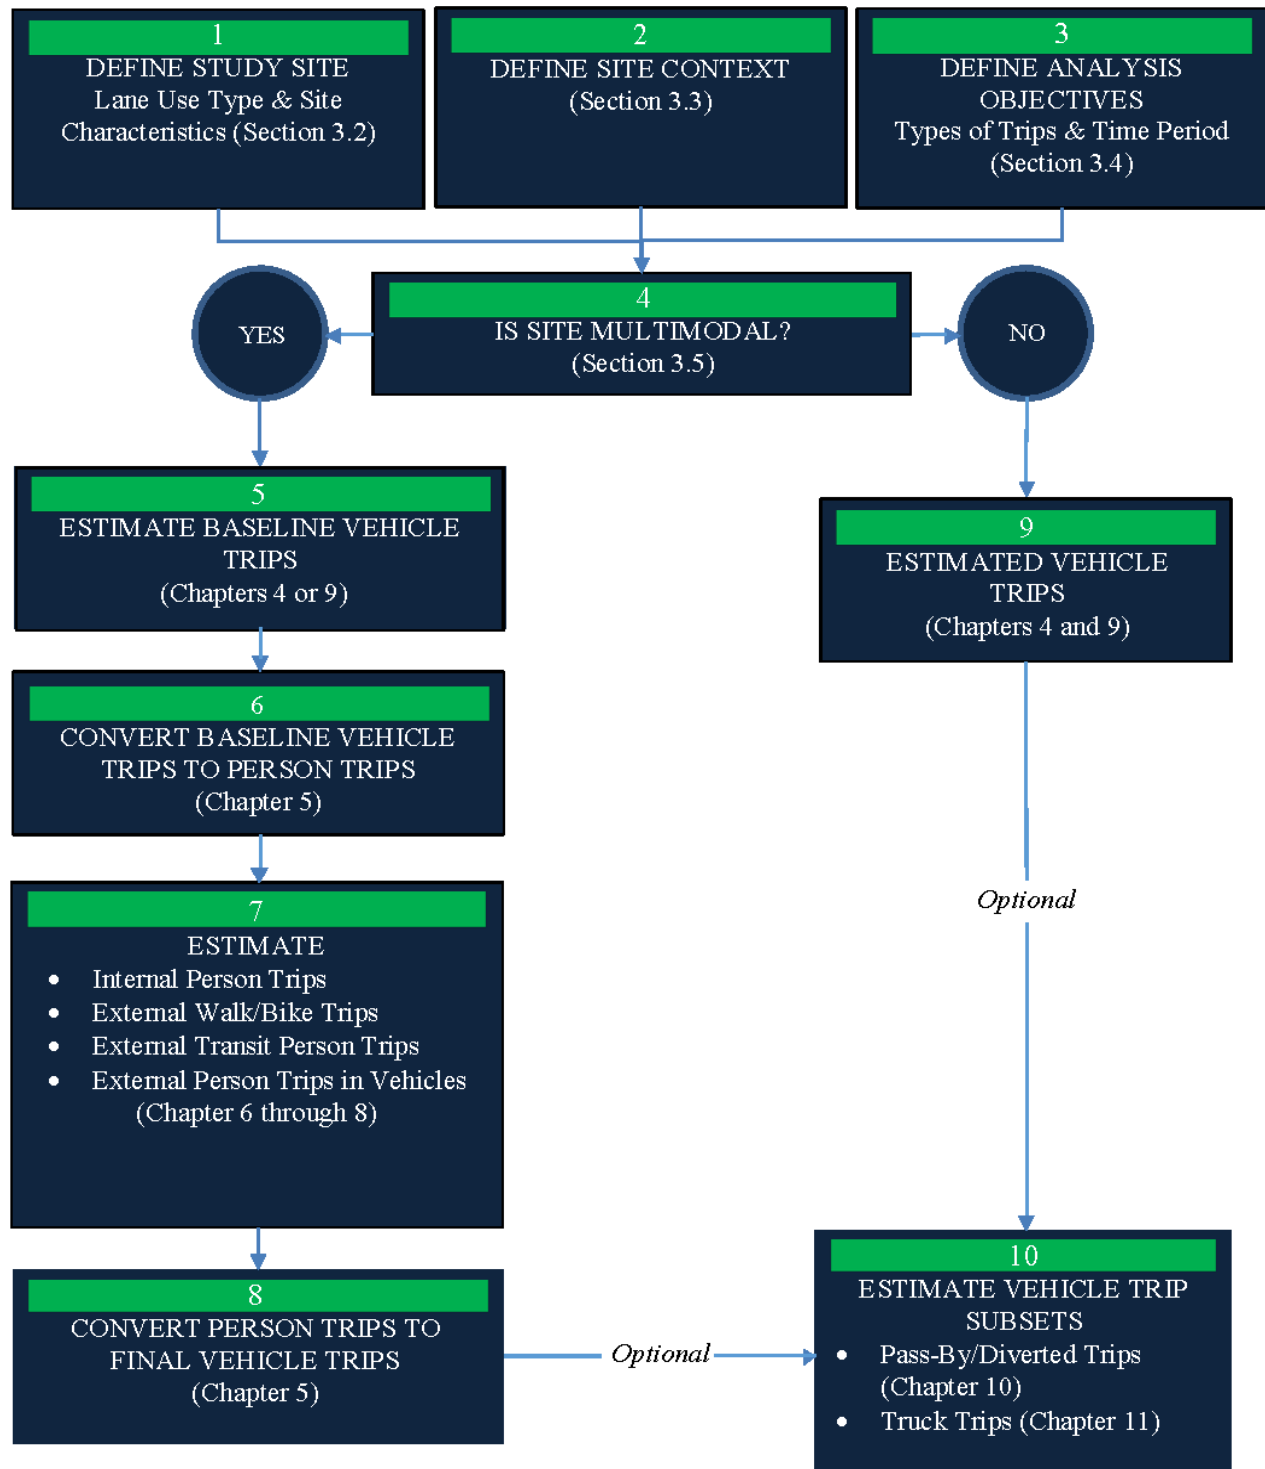 1
DEFINE STUDY SITE
Lane Use Type & Site
Characteristics (Section 3.2)
2
DEFINE SITE CONTEXT
(Section 3.3)
3
DEFINE ANALYSIS
OBJECTIVES
Types of Trips & Time Period
(Section 3.4)
4
IS SITE MULTIMODAL?
(Section 3.5)
YES
NO
5
ESTIMATE BASELINE VEHICLE
TRIPS
(Chapters 4 or 9)
6
CONVERT BASELINE VEHICLE
TRIPS TO PERSON TRIPS
(Chapter 5)
7
ESTIMATE
• Internal Person Trips
• External Walk/Bike Trips
• External Transit Person Trips
• External Person Trips in Vehicles
(Chapter 6 through 8)
8
CONVERT PERSON TRIPS TO
FINAL VEHICLE TRIPS
(Chapter 5)
Optional
9
ESTIMATED VEHICLE
TRIPS
(Chapters 4 and 9)
Optional
10
ESTIMATE VEHICLE TRIP
SUBSETS
• Pass-By/Diverted Trips
(Chapter 10)
• Truck Trips (Chapter 11)